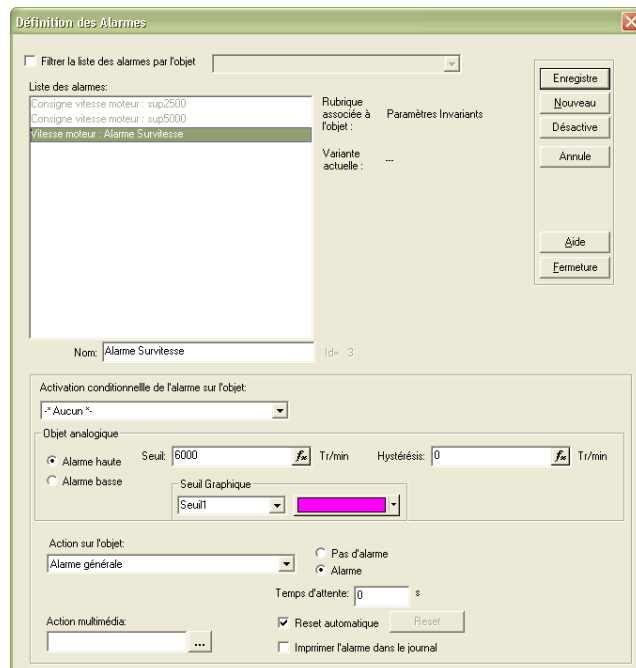 Définition des Alarmes
Filtrer la liste des alarmes par l'objet
Liste des alarmes:
Consigne vitesse moteur : sup2500
Consigne vitesse moteur : sup5000
Vitesse moteur : Alarme Survitesse
Rubrique associée à l'objet :
Paramètres Invariants
Variante actuelle :
---
Enregistre
Nouveau
Désactive
Annule
Aide
Fermeture
Nom: Alarme Survitesse
Id= 3
Activation conditionnellle de l'alarme sur l'objet:
-* Aucun *-
Objet analogique
Alarme haute
Alarme basse
Seuil: 6000 fx Tr/min
Hystérésis: 0 fx Tr/min
Seuil Graphique
Seuil1
Action sur l'objet:
Alarme générale
Pas d'alarme
Alarme
Temps d'attente: 0 s
Action multimédia:
...
Reset automatique
Reset
Imprimer l'alarme dans le journal